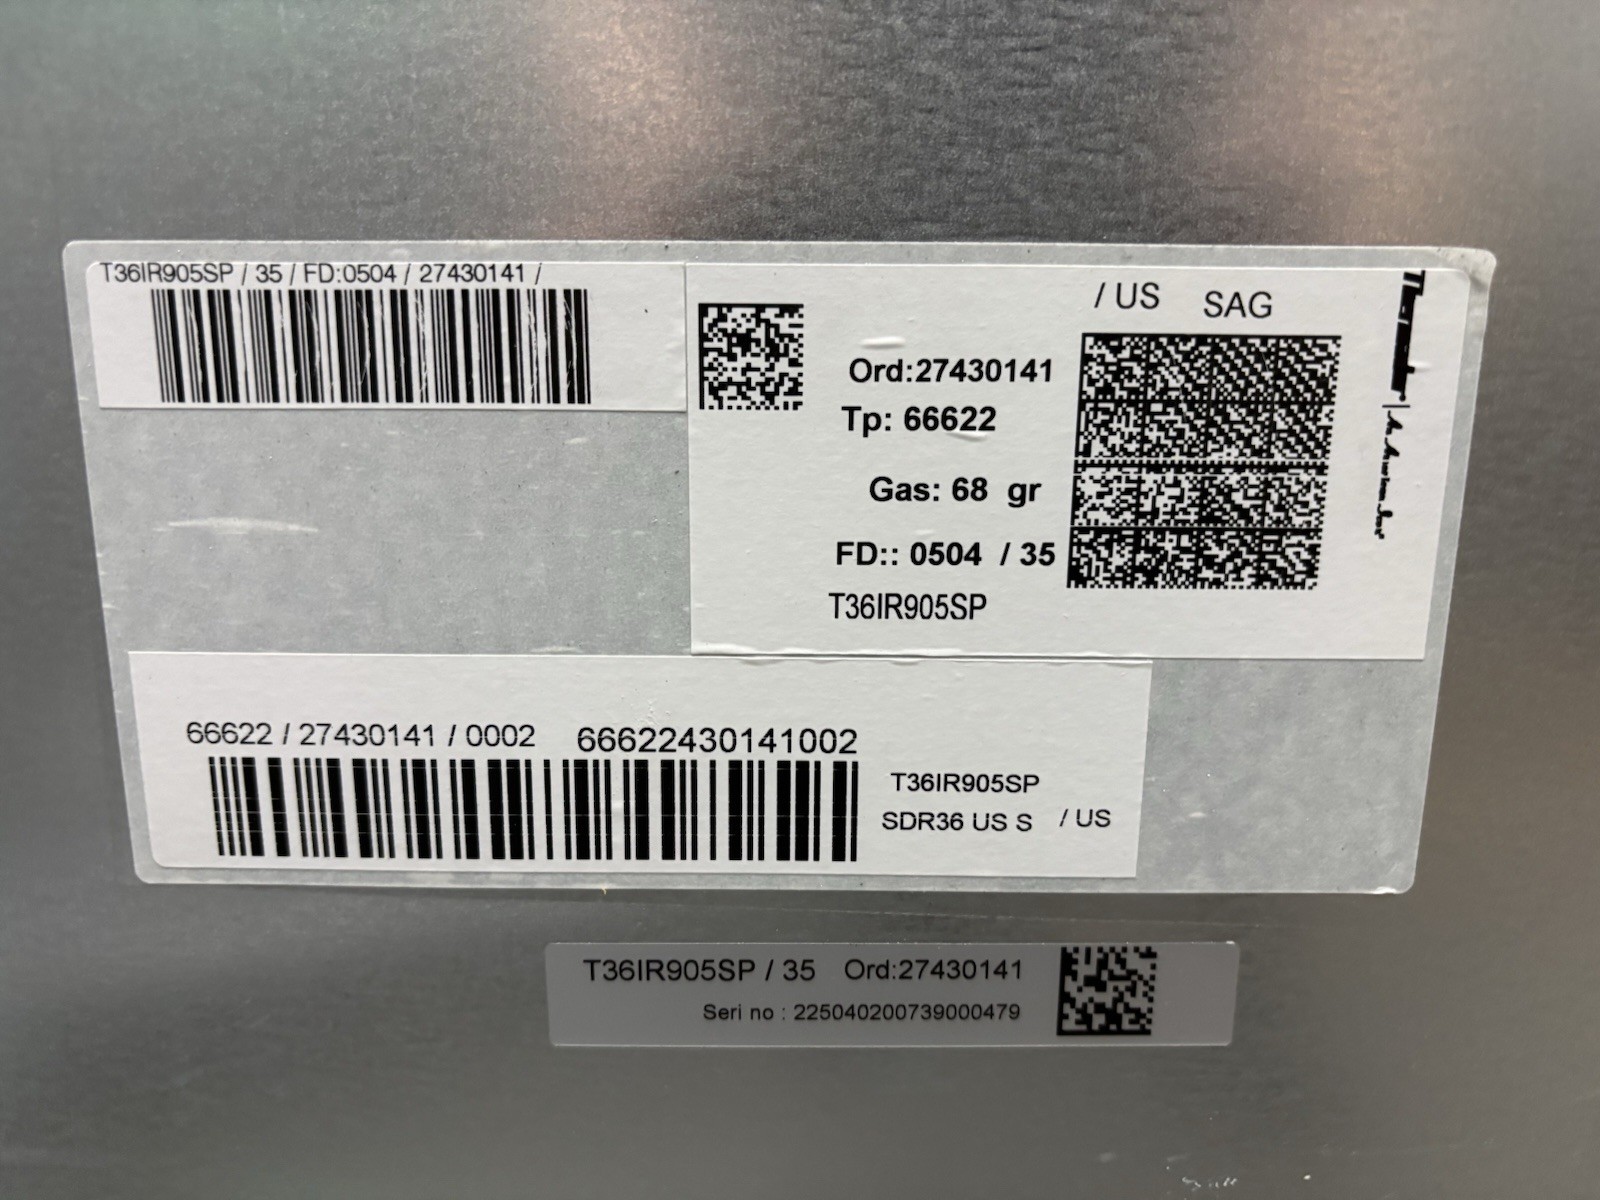 T36IR905SP / 35 / FD:0504 / 27430141 /
/ US SAG
Ord:27430141
Tp: 66622
Gas: 68 gr
FD:: 0504 / 35
T36IR905SP
Thermador
66622 / 27430141 / 0002 66622430141002
T36IR905SP
SDR36 US S / US
T36IR905SP / 35 Ord:27430141
Seri no : 225040200739000479